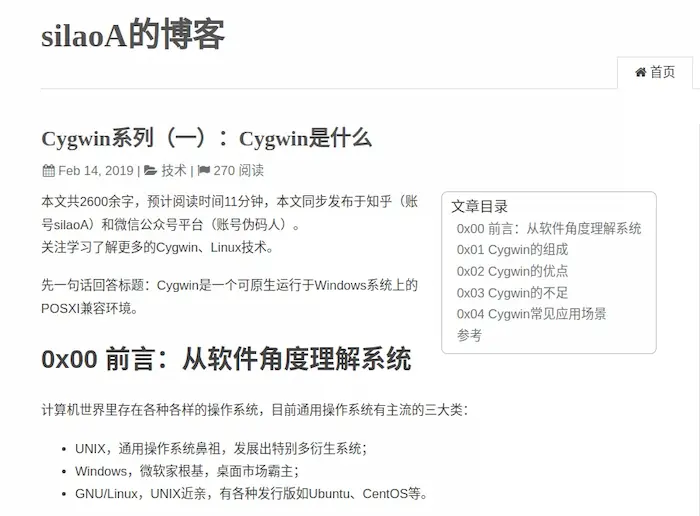 silaoA的博客
首页
Cygwin系列（一）：Cygwin是什么
Feb 14, 2019 | 技术 | 270 阅读
本文共2600余字，预计阅读时间11分钟，本文同步发布于知乎（账
号silaoA）和微信公众号平台（账号伪码人）。
关注学习了解更多的Cygwin、Linux技术。
先一句话回答标题：Cygwin是一个可原生运行于Windows系统上的
POSXI兼容环境。
文章目录
0x00 前言：从软件角度理解系统
0x01 Cygwin的组成
0x02 Cygwin的优点
0x03 Cygwin的不足
0x04 Cygwin常见应用场景
参考
0x00 前言：从软件角度理解系统
计算机世界里存在各种各样的操作系统，目前通用操作系统有主流的三大类：
• UNIX，通用操作系统鼻祖，发展出特别多衍生系统；
• Windows，微软家根基，桌面市场霸主；
• GNU/Linux，UNIX近亲，有各种发行版如Ubuntu、CentOS等。